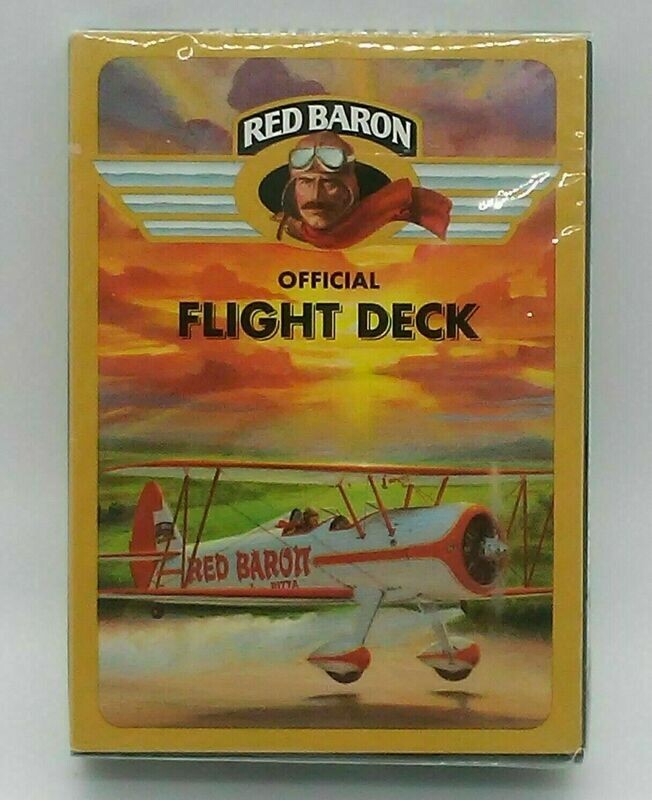 RED BARON
OFFICIAL
FLIGHT DECK
RED BARON
PIZZA